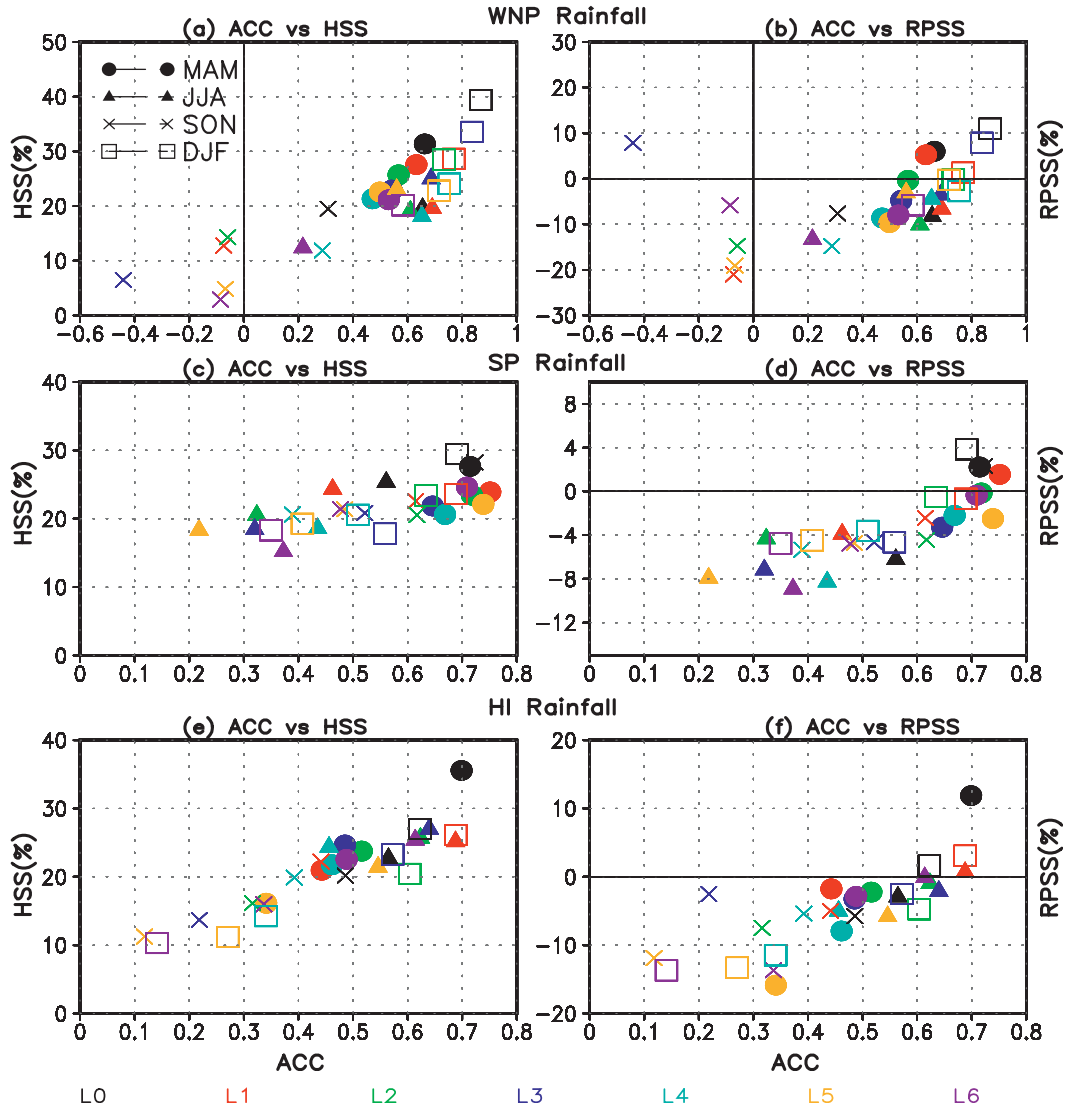 WNP Rainfall
(a) ACC vs HSS
(b) ACC vs RPSS
50
40
30
20
10
0
HSS(%)
MAM
JJA
SON
DJF
-0.6 -0.4 -0.2 0 0.2 0.4 0.6 0.8 1
30
20
10
0
-10
-20
-30
RPSS(%)
-0.6 -0.4 -0.2 0 0.2 0.4 0.6 0.8 1
SP Rainfall
(c) ACC vs HSS
(d) ACC vs RPSS
40
30
20
10
0
HSS(%)
0 0.1 0.2 0.3 0.4 0.5 0.6 0.7 0.8
8
4
0
-4
-8
-12
RPSS(%)
0 0.1 0.2 0.3 0.4 0.5 0.6 0.7 0.8
HI Rainfall
(e) ACC vs HSS
(f) ACC vs RPSS
40
30
20
10
0
HSS(%)
0 0.1 0.2 0.3 0.4 0.5 0.6 0.7 0.8
ACC
20
10
0
-10
-20
RPSS(%)
0 0.1 0.2 0.3 0.4 0.5 0.6 0.7 0.8
ACC
L0 L1 L2 L3 L4 L5 L6